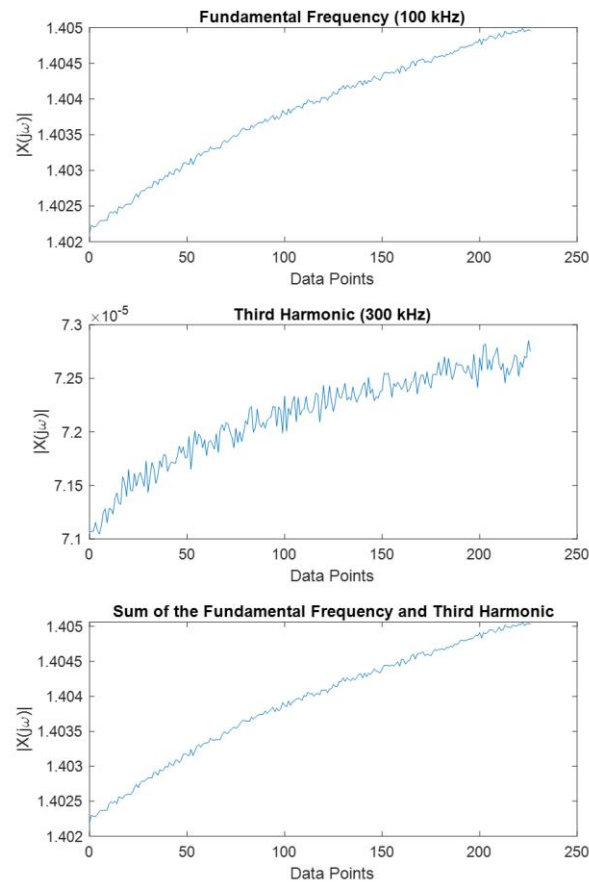 Fundamental Frequency (100 kHz)
1.405
1.4045
1.404
1.4035
1.403
1.4025
1.402
|X(jω)|
0 50 100 150 200 250
Data Points
×10⁻⁵
Third Harmonic (300 kHz)
7.3
7.25
7.2
7.15
7.1
|X(jω)|
0 50 100 150 200 250
Data Points
Sum of the Fundamental Frequency and Third Harmonic
1.405
1.4045
1.404
1.4035
1.403
1.4025
1.402
|X(jω)|
0 50 100 150 200 250
Data Points